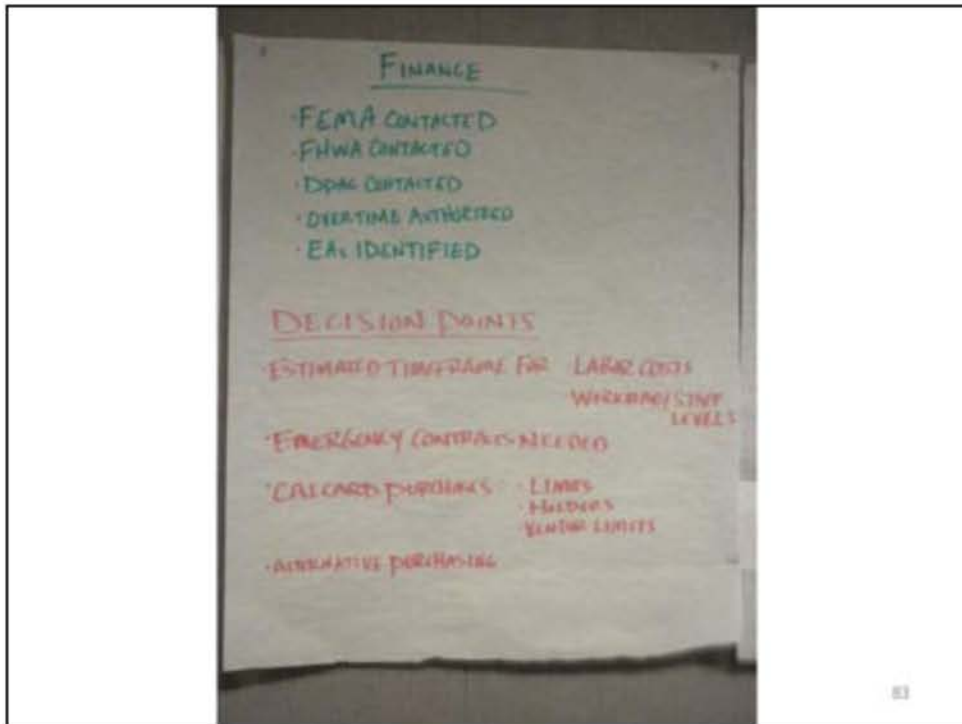 FINANCE
· FEMA CONTACTED
· FHWA CONTACTED
· DPAC CONTACTED
· OVERTIME AUTHORIZED
· EAs IDENTIFIED
DECISION POINTS
· ESTIMATED TIMEFRAME FOR LABOR COSTS
WORKLOAD/STAFF LEVELS
· EMERGENCY CONTRACTS NEEDED
· CALCARD PURCHASES · LIMITS
· HOLDERS
· VENDOR LIMITS
· ALTERNATIVE PURCHASING
83